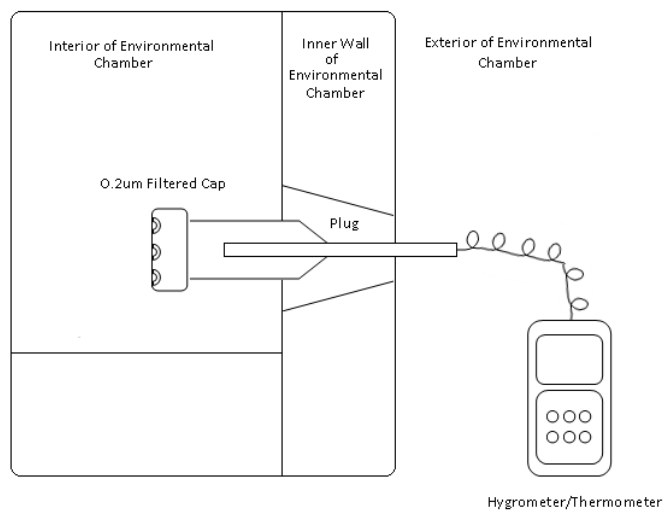 Interior of Environmental
Chamber
Inner Wall
of
Environmental
Chamber
Exterior of Environmental
Chamber
0.2um Filtered Cap
Plug
Hygrometer/Thermometer